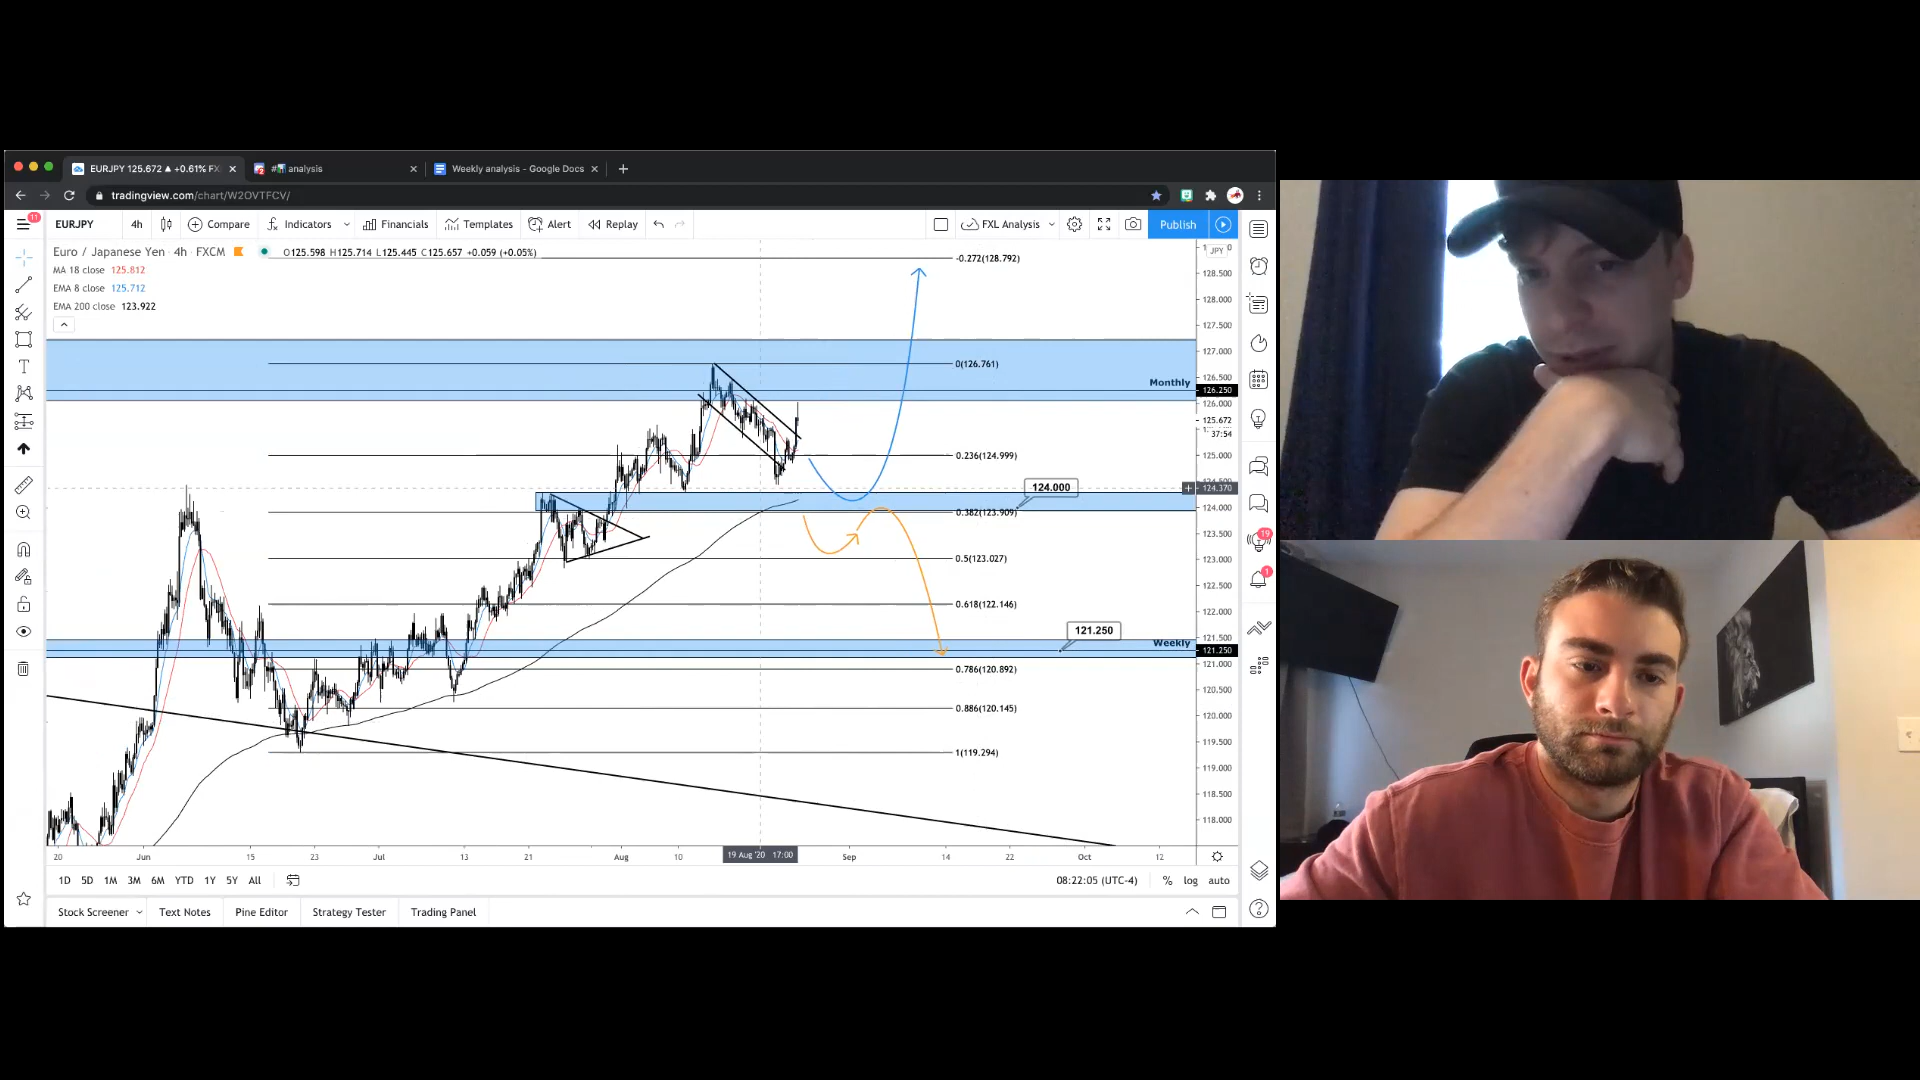 EURJPY 125.672 ▲ +0.61% FX
analysis
Weekly analysis - Google Docs
tradingview.com/chart/W2OVTFCV/
11
EURJPY
4h
Compare
Indicators
Financials
Templates
Alert
Replay
FXL Analysis
Publish
Euro / Japanese Yen · 4h · FXCM
O125.598 H125.714 L125.445 C125.657 +0.059 (+0.05%)
MA 18 close 125.812
EMA 8 close 125.712
EMA 200 close 123.922
-0.272(128.792)
0(126.761)
Monthly
0.236(124.999)
124.000
0.382(123.909)
0.5(123.027)
0.618(122.146)
121.250
Weekly
0.786(120.892)
0.886(120.145)
1(119.294)
JPY
128.500
128.000
127.500
127.000
126.500
126.250
126.000
125.672
37:54
125.000
124.370
124.000
123.500
123.000
122.500
122.000
121.500
121.250
121.000
120.500
120.000
119.500
119.000
118.500
118.000
19
1
20
Jun
15
23
Jul
13
21
Aug
10
19 Aug '20 17:00
Sep
14
22
Oct
12
1D
5D
1M
3M
6M
YTD
1Y
5Y
All
08:22:05 (UTC-4)
%
log
auto
Stock Screener
Text Notes
Pine Editor
Strategy Tester
Trading Panel